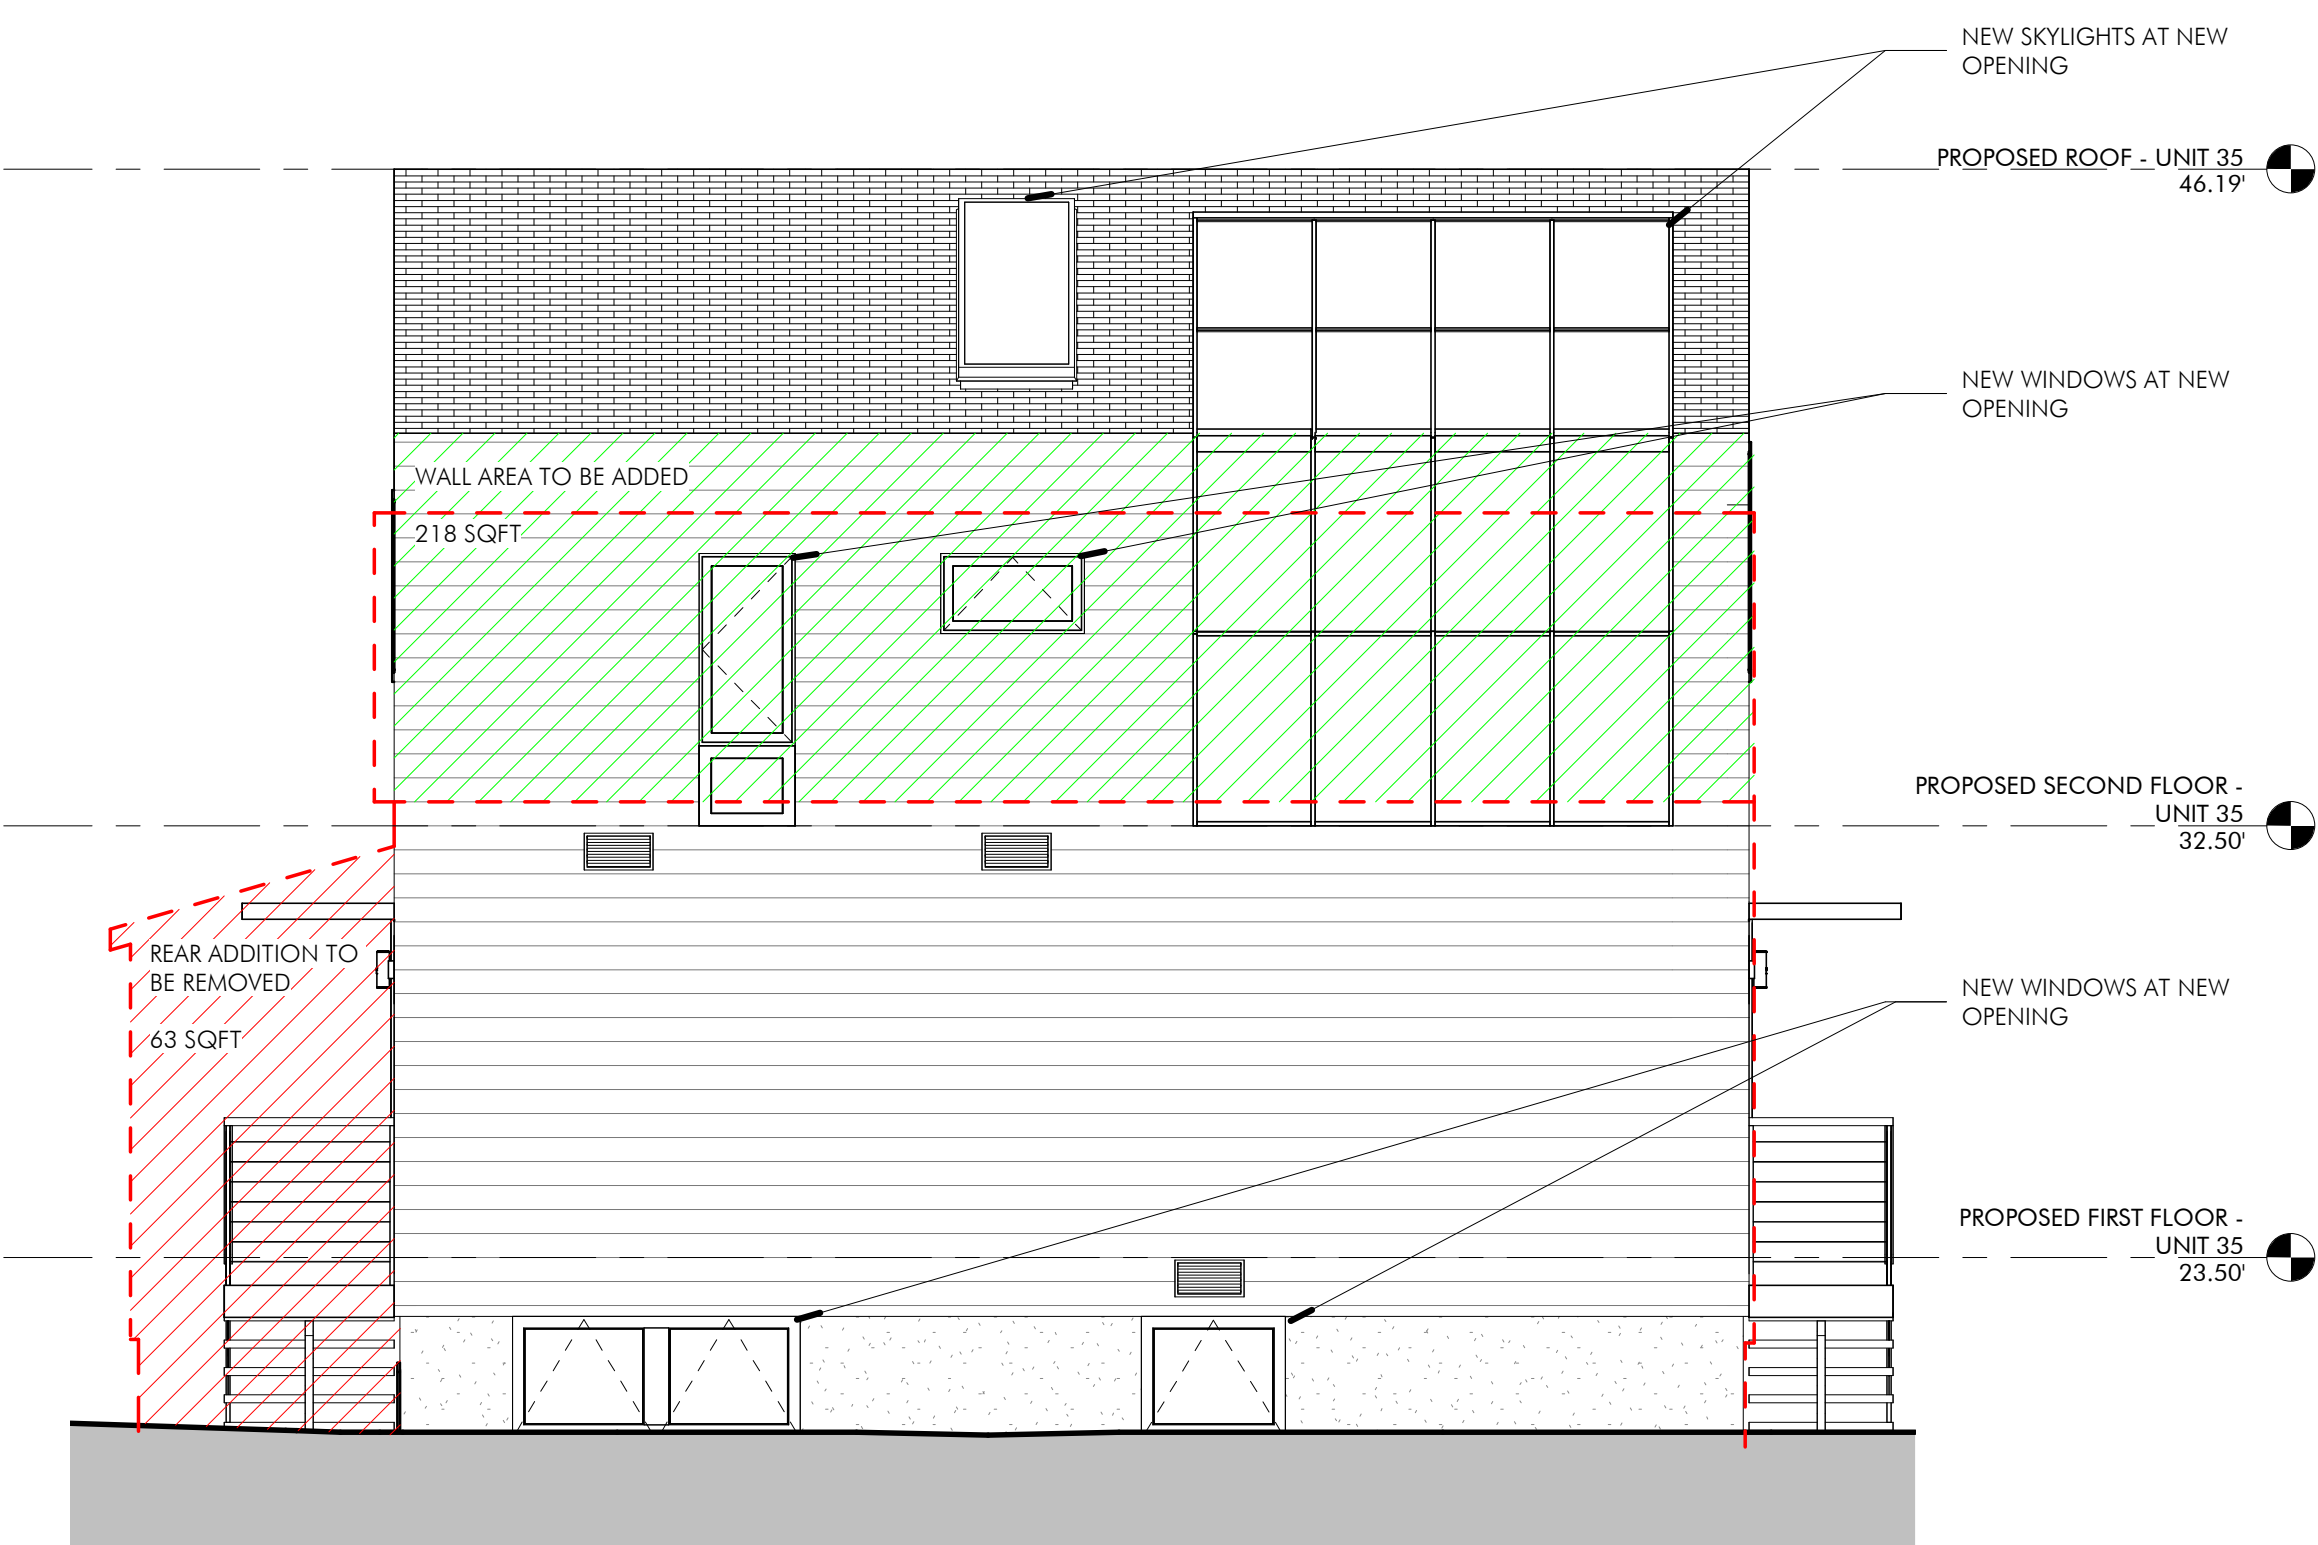 NEW SKYLIGHTS AT NEW
OPENING
PROPOSED ROOF - UNIT 35
46.19'
NEW WINDOWS AT NEW
OPENING
WALL AREA TO BE ADDED
218 SQFT
PROPOSED SECOND FLOOR -
UNIT 35
32.50'
REAR ADDITION TO
BE REMOVED
63 SQFT
NEW WINDOWS AT NEW
OPENING
PROPOSED FIRST FLOOR -
UNIT 35
23.50'